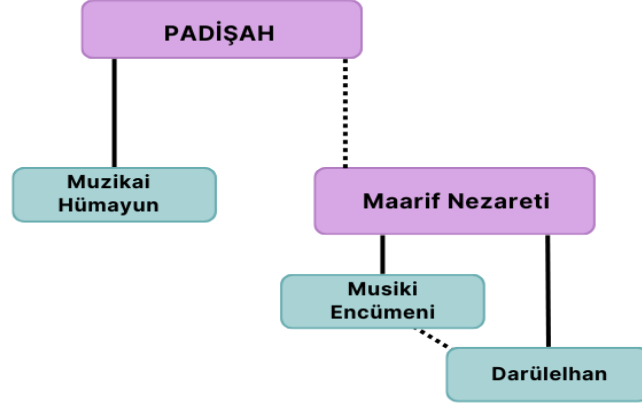 PADİŞAH
Muzikai
Hümayun
Maarif Nezareti
Musiki
Encümeni
Darülelhan